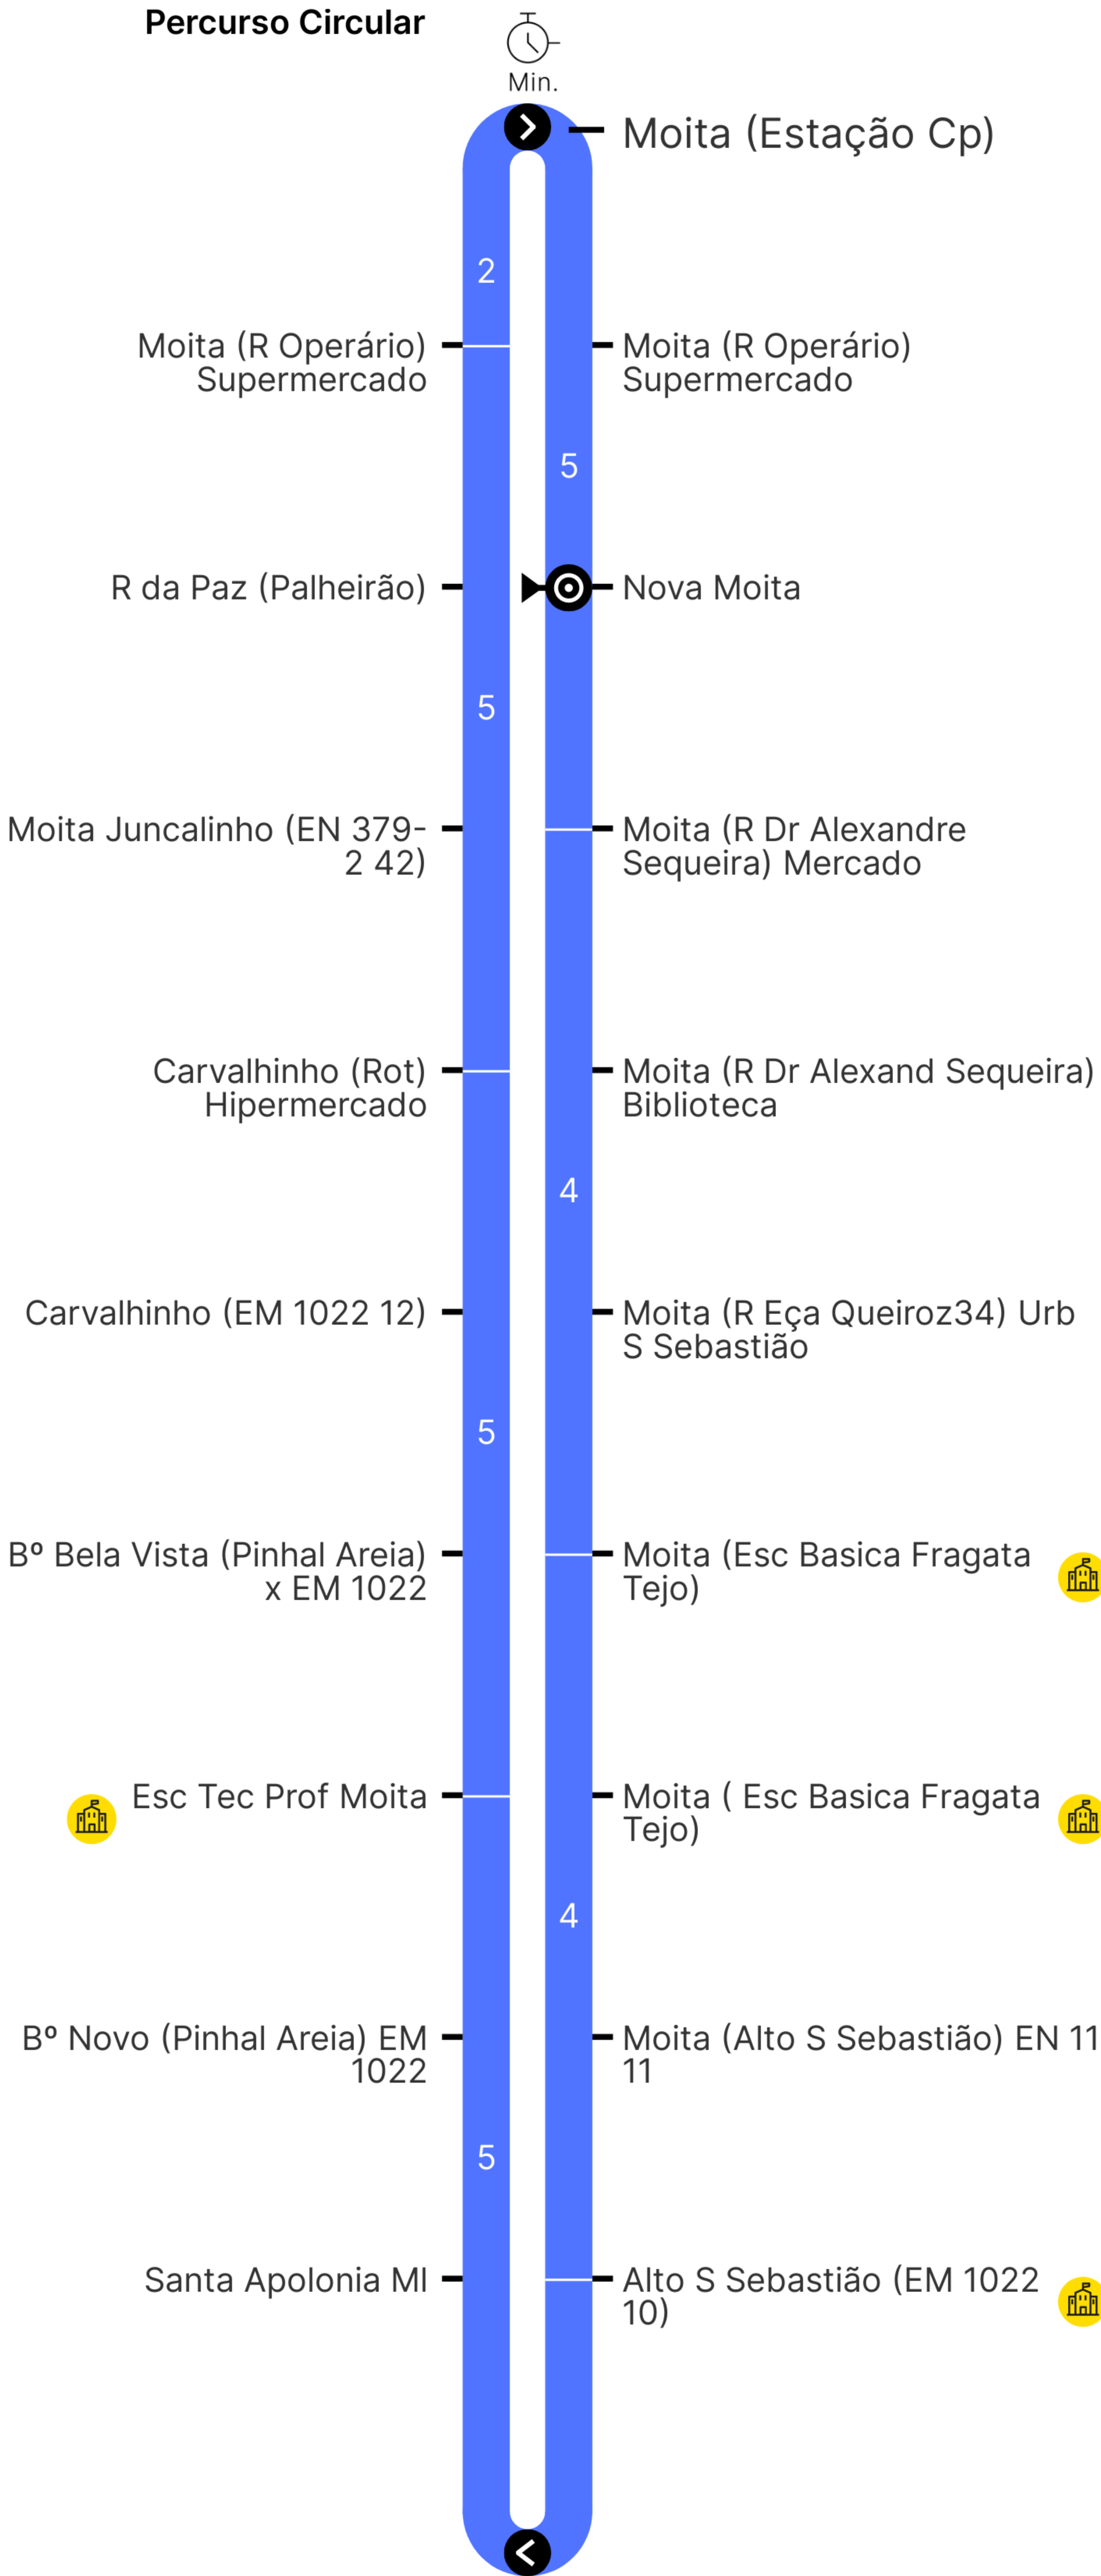 Percurso Circular
Min.
Moita (Estação Cp)
2
Moita (R Operário)
Supermercado
Moita (R Operário)
Supermercado
5
R da Paz (Palheirão)
Nova Moita
5
Moita Juncalinho (EN 379-
2 42)
Moita (R Dr Alexandre
Sequeira) Mercado
Carvalhinho (Rot)
Hipermercado
Moita (R Dr Alexand Sequeira)
Biblioteca
4
Carvalhinho (EM 1022 12)
Moita (R Eça Queiroz34) Urb
S Sebastião
5
Bº Bela Vista (Pinhal Areia)
x EM 1022
Moita (Esc Basica Fragata
Tejo)
Esc Tec Prof Moita
Moita ( Esc Basica Fragata
Tejo)
4
Bº Novo (Pinhal Areia) EM
1022
Moita (Alto S Sebastião) EN 11
11
5
Santa Apolonia MI
Alto S Sebastião (EM 1022
10)